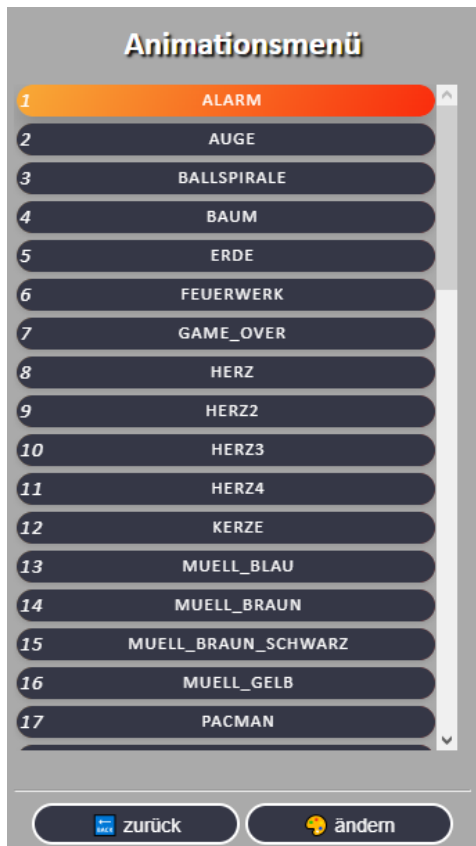 Animationsmenü
1 ALARM
2 AUGE
3 BALLSPIRALE
4 BAUM
5 ERDE
6 FEUERWERK
7 GAME_OVER
8 HERZ
9 HERZ2
10 HERZ3
11 HERZ4
12 KERZE
13 MUELL_BLAU
14 MUELL_BRAUN
15 MUELL_BRAUN_SCHWARZ
16 MUELL_GELB
17 PACMAN
BACK zurück ändern